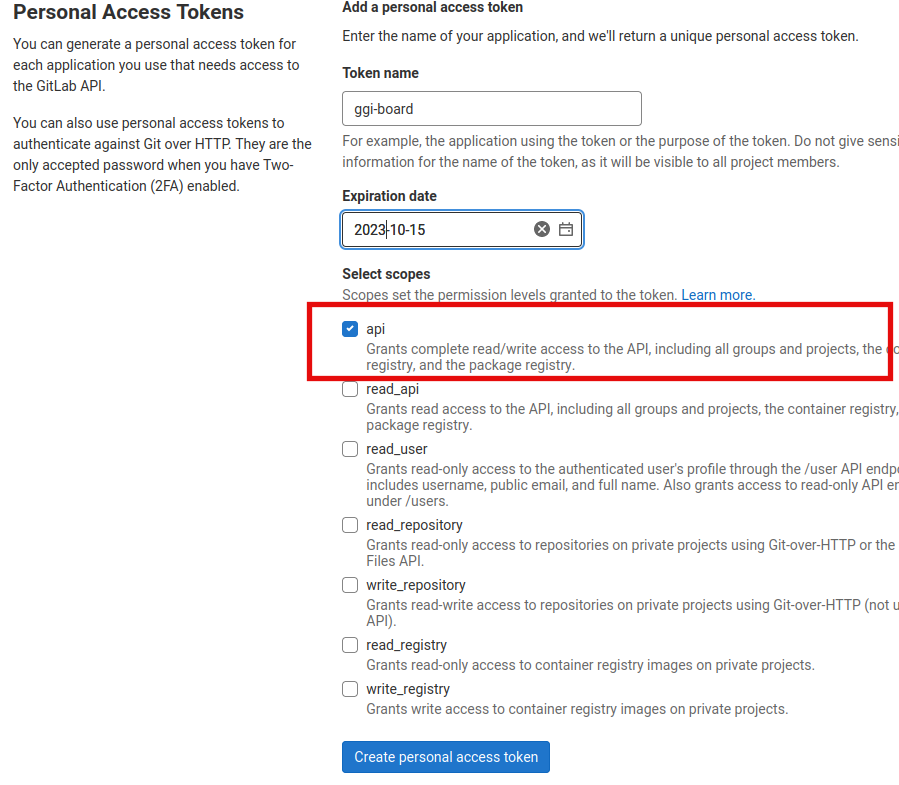 Personal Access Tokens
You can generate a personal access token for
each application you use that needs access to
the GitLab API.
You can also use personal access tokens to
authenticate against Git over HTTP. They are the
only accepted password when you have Two-
Factor Authentication (2FA) enabled.
Add a personal access token
Enter the name of your application, and we'll return a unique personal access token.
Token name
ggi-board
For example, the application using the token or the purpose of the token. Do not give sensi
information for the name of the token, as it will be visible to all project members.
Expiration date
2023-10-15
Select scopes
Scopes set the permission levels granted to the token. Learn more.
api
Grants complete read/write access to the API, including all groups and projects, the co
registry, and the package registry.
read_api
Grants read access to the API, including all groups and projects, the container registry,
package registry.
read_user
Grants read-only access to the authenticated user's profile through the /user API endpo
includes username, public email, and full name. Also grants access to read-only API en
under /users.
read_repository
Grants read-only access to repositories on private projects using Git-over-HTTP or the
Files API.
write_repository
Grants read-write access to repositories on private projects using Git-over-HTTP (not u
API).
read_registry
Grants read-only access to container registry images on private projects.
write_registry
Grants write access to container registry images on private projects.
Create personal access token